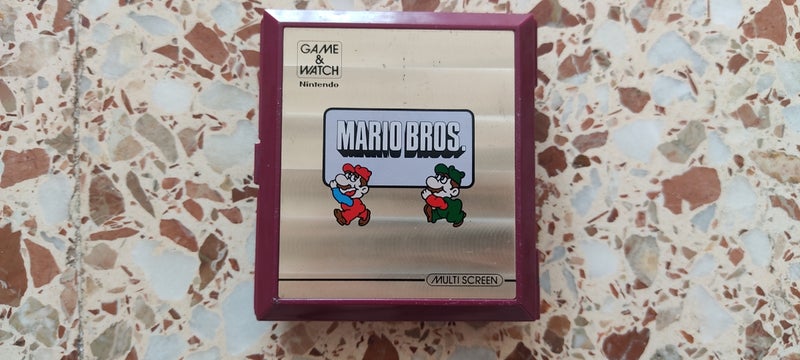 GAME
&
WATCH
Nintendo
MARIO BROS.
MULTI SCREEN